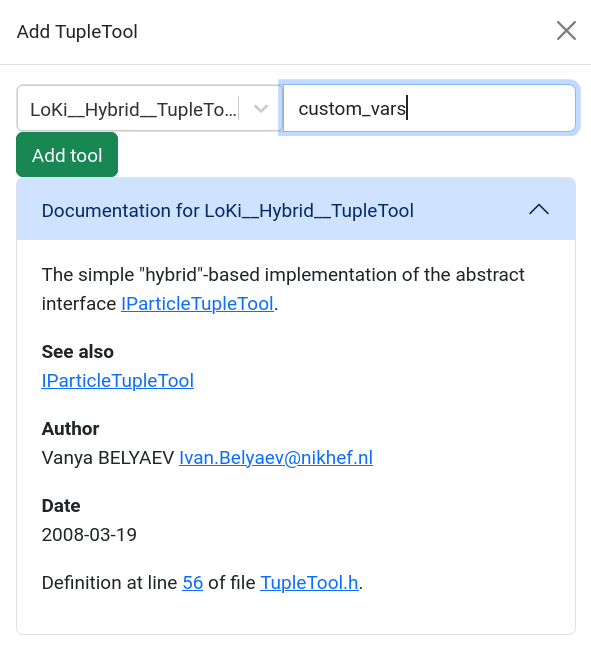 Add TupleTool
LoKi__Hybrid__TupleTo... custom_vars
Add tool
Documentation for LoKi__Hybrid__TupleTool
The simple "hybrid"-based implementation of the abstract
interface IParticleTupleTool.
See also
IParticleTupleTool
Author
Vanya BELYAEV Ivan.Belyaev@nikhef.nl
Date
2008-03-19
Definition at line 56 of file TupleTool.h.